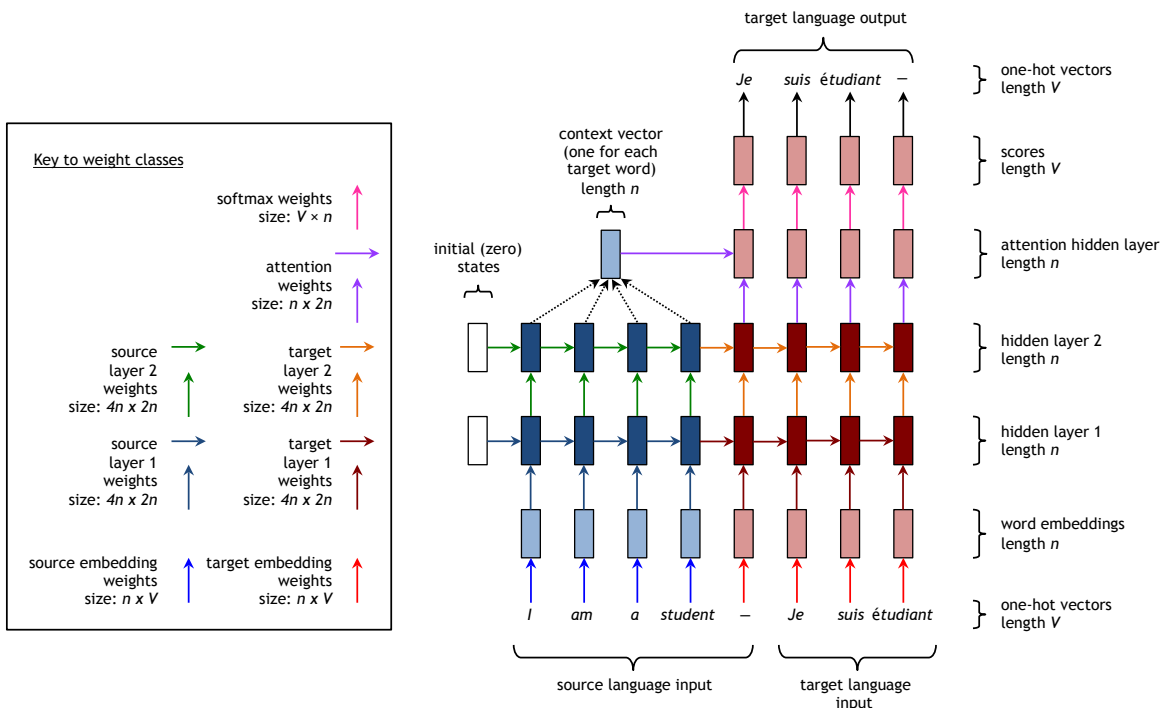 target language output
Je suis étudiant –
one-hot vectors
length V
Key to weight classes
softmax weights
size: V × n
attention
weights
size: n x 2n
source
layer 2
weights
size: 4n x 2n
target
layer 2
weights
size: 4n x 2n
source
layer 1
weights
size: 4n x 2n
target
layer 1
weights
size: 4n x 2n
source embedding
weights
size: n x V
target embedding
weights
size: n x V
context vector
(one for each
target word)
length n
initial (zero)
states
scores
length V
attention hidden layer
length n
hidden layer 2
length n
hidden layer 1
length n
word embeddings
length n
I am a student – Je suis étudiant
one-hot vectors
length V
source language input
target language
input